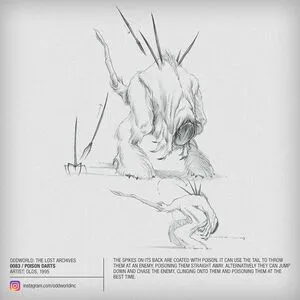 ODDWORLD: THE LOST ARCHIVES
0083 / POISON DARTS
ARTIST: DLDS, 1995
THE SPIKES ON ITS BACK ARE COATED WITH POISON. IT CAN USE THE TAIL TO THROW
THEM AT AN ENEMY, POISONING THEM STRAIGHT AWAY. ALTERNATIVELY THEY CAN JUMP
DOWN AND CHASE THE ENEMY, CLINGING ONTO THEM AND POISONING THEM AT THE
BEST TIME.
instagram.com/oddworldinc